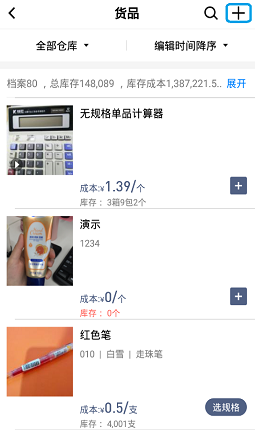 货品
全部仓库 编辑时间降序
档案80 ，总库存148,089 ，库存成本1,387,221.5.. 展开
无规格单品计算器
成本:¥1.39/个
库存： 3箱9包2个
演示
1234
成本:¥0/个
库存： 0个
红色笔
010 | 白雪 | 走珠笔
成本:¥0.5/支 选规格
库存： 4,001支